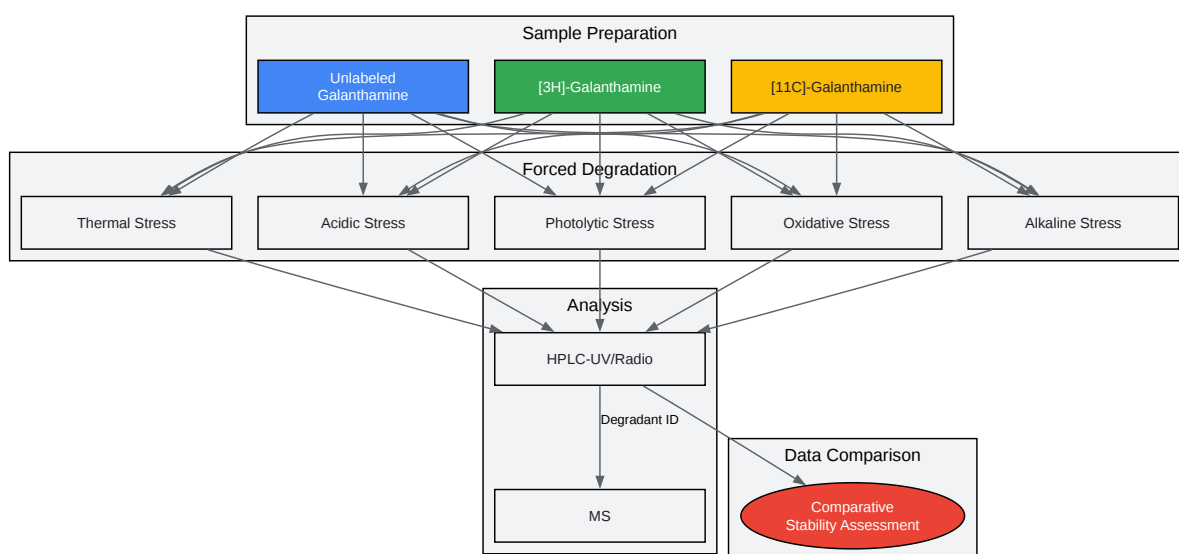 Sample Preparation
Unlabeled
Galanthamine
[3H]-Galanthamine
[11C]-Galanthamine
Forced Degradation
Thermal Stress
Acidic Stress
Photolytic Stress
Oxidative Stress
Alkaline Stress
Analysis
HPLC-UV/Radio
Degradant ID
MS
Data Comparison
Comparative
Stability Assessment